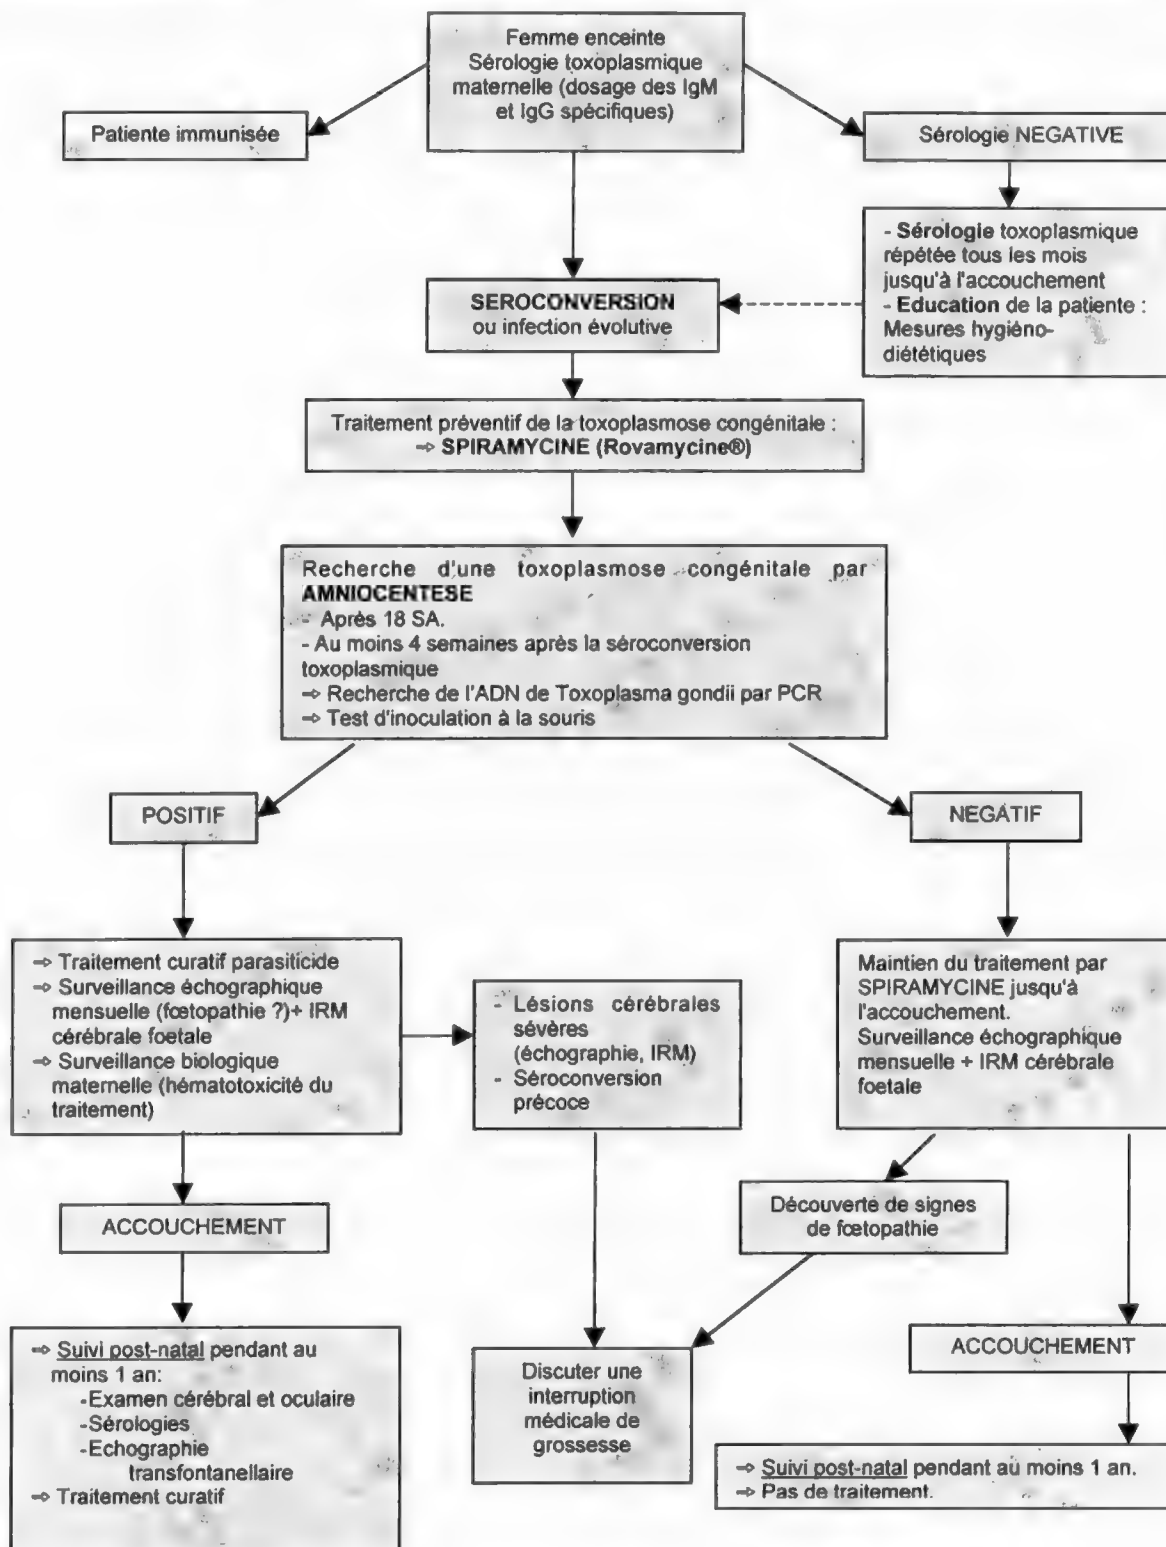 Femme enceinte
Sérologie toxoplasmique
maternelle (dosage des IgM
et IgG spécifiques)
Patiente immunisée
Sérologie NEGATIVE
- Sérologie toxoplasmique
répétée tous les mois
jusqu'à l'accouchement
- Education de la patiente :
Mesures hygiéno-
diététiques
SEROCONVERSION
ou infection évolutive
Traitement préventif de la toxoplasmose congénitale :
⇒ SPIRAMYCINE (Rovamycine®)
Recherche d'une toxoplasmose congénitale par
AMNIOCENTESE
- Après 18 SA.
- Au moins 4 semaines après la séroconversion
toxoplasmique
⇒ Recherche de l'ADN de Toxoplasma gondii par PCR
⇒ Test d'inoculation à la souris
POSITIF
NEGATIF
⇒ Traitement curatif parasiticide
⇒ Surveillance échographique
mensuelle (fœtopathie ?)+ IRM
cérébrale foetale
⇒ Surveillance biologique
maternelle (hématotoxicité du
traitement)
- Lésions cérébrales
sévères
(échographie, IRM)
- Séroconversion
précoce
Maintien du traitement par
SPIRAMYCINE jusqu'à
l'accouchement.
Surveillance échographique
mensuelle + IRM cérébrale
foetale
ACCOUCHEMENT
Découverte de signes
de fœtopathie
⇒ Suivi post-natal pendant au
moins 1 an:
-Examen cérébral et oculaire
-Sérologies
-Echographie
transfontanellaire
⇒ Traitement curatif
Discuter une
interruption
médicale de
grossesse
ACCOUCHEMENT
⇒ Suivi post-natal pendant au moins 1 an.
⇒ Pas de traitement.